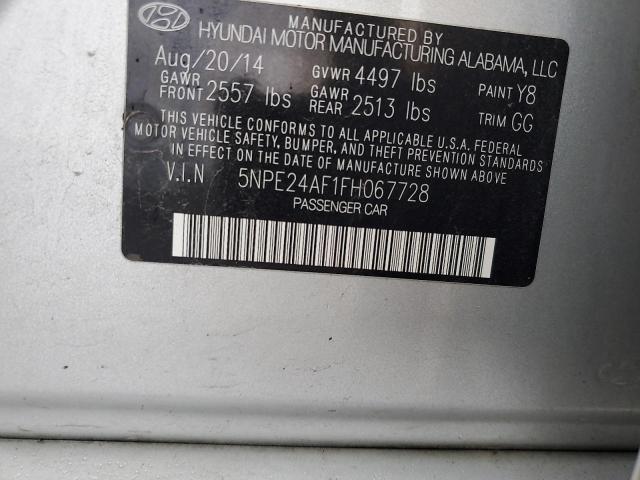 MANUFACTURED BY
HYUNDAI MOTOR MANUFACTURING ALABAMA, LLC
Aug/20/14 GVWR 4497 lbs PAINT Y8
GAWR FRONT 2557 lbs GAWR REAR 2513 lbs TRIM GG
THIS VEHICLE CONFORMS TO ALL APPLICABLE U.S.A. FEDERAL
MOTOR VEHICLE SAFETY, BUMPER, AND THEFT PREVENTION
STANDARDS IN EFFECT ON THE DATE OF MANUFACTURE SHOWN ABOVE.
V.I.N 5NPE24AF1FH067728
PASSENGER CAR